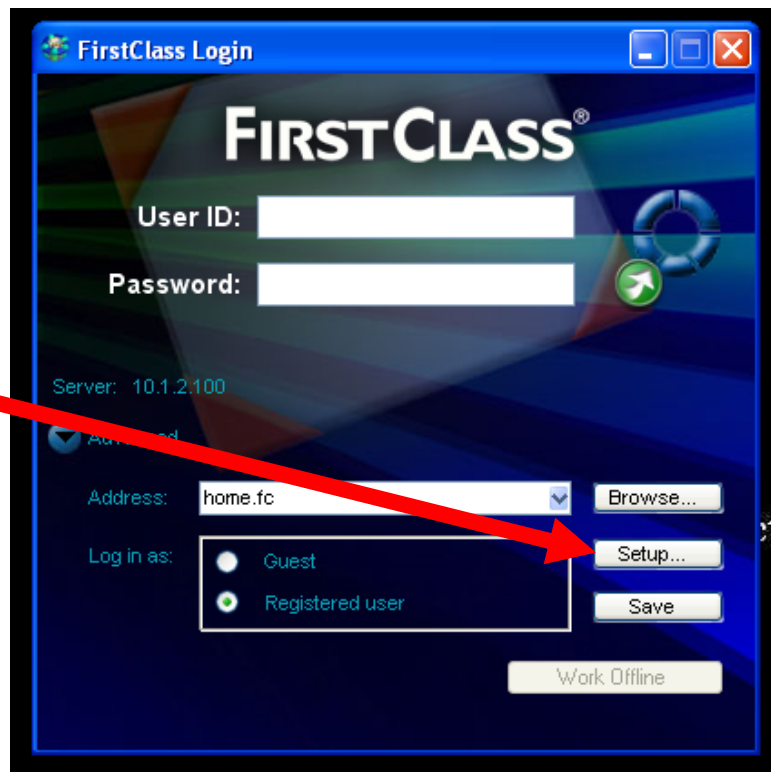 FirstClass Login
FIRSTCLASS®
User ID:
Password:
Server: 10.1.2.100
Address: home.fc Browse...
Log in as: Guest Setup...
Registered user Save
Work Offline